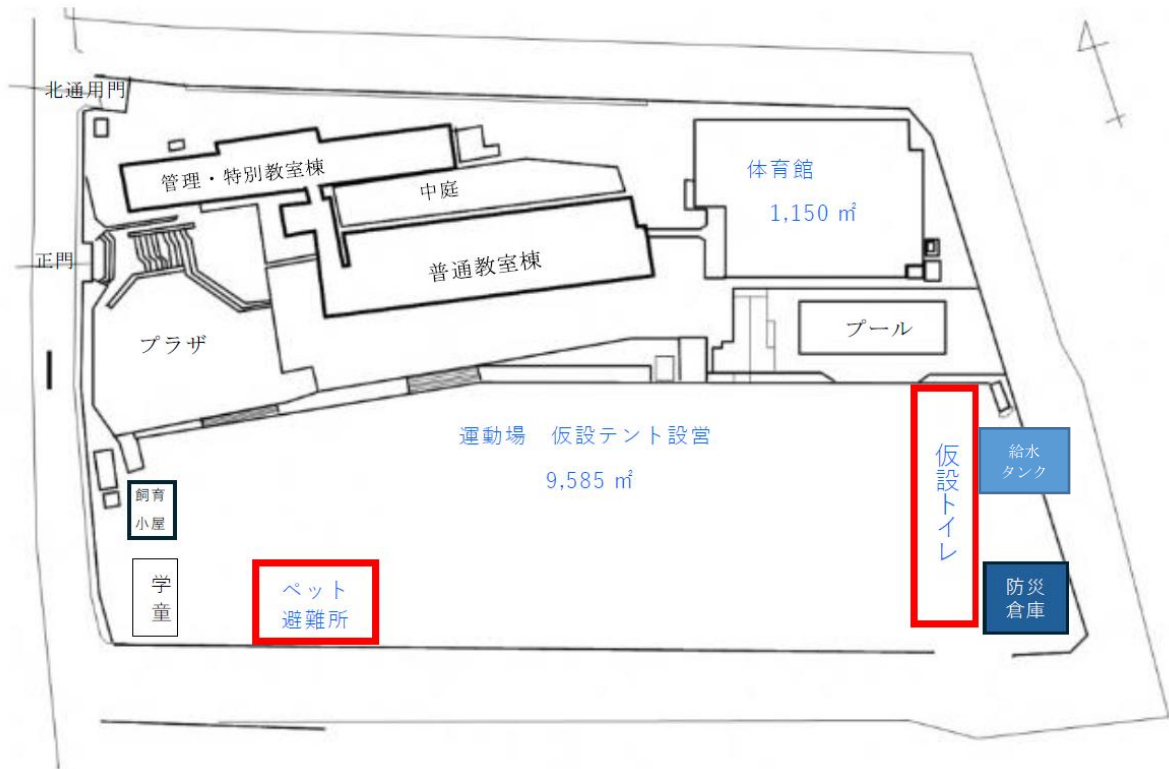 北通用門
管理・特別教室棟
中庭
体育館
1,150 ㎡
正門
普通教室棟
プラザ
プール
運動場　仮設テント設営
9,585 ㎡
仮設トイレ
給水
タンク
飼育
小屋
学童
ペット
避難所
防災
倉庫